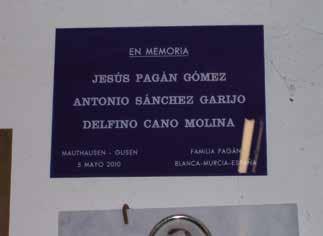 EN MEMORIA
JESÚS PAGÁN GÓMEZ
ANTONIO SÁNCHEZ GARIJO
DELFINO CANO MOLINA
MAUTHAUSEN - GUSEN
5 MAYO 2010
FAMILIA PAGÁN
BLANCA-MURCIA-ESPAÑA